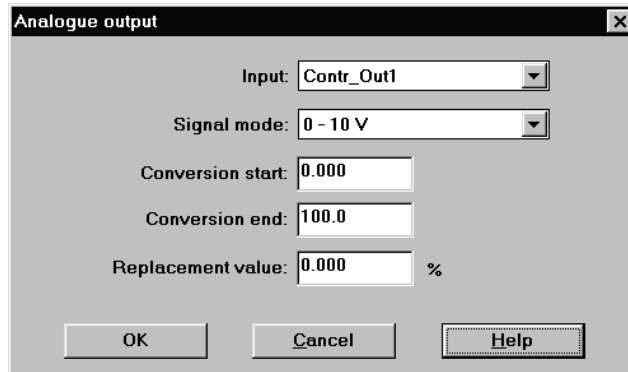 Analogue output
Input: Contr_Out1
Signal mode: 0 - 10 V
Conversion start: 0.000
Conversion end: 100.0
Replacement value: 0.000 %
OK Cancel Help